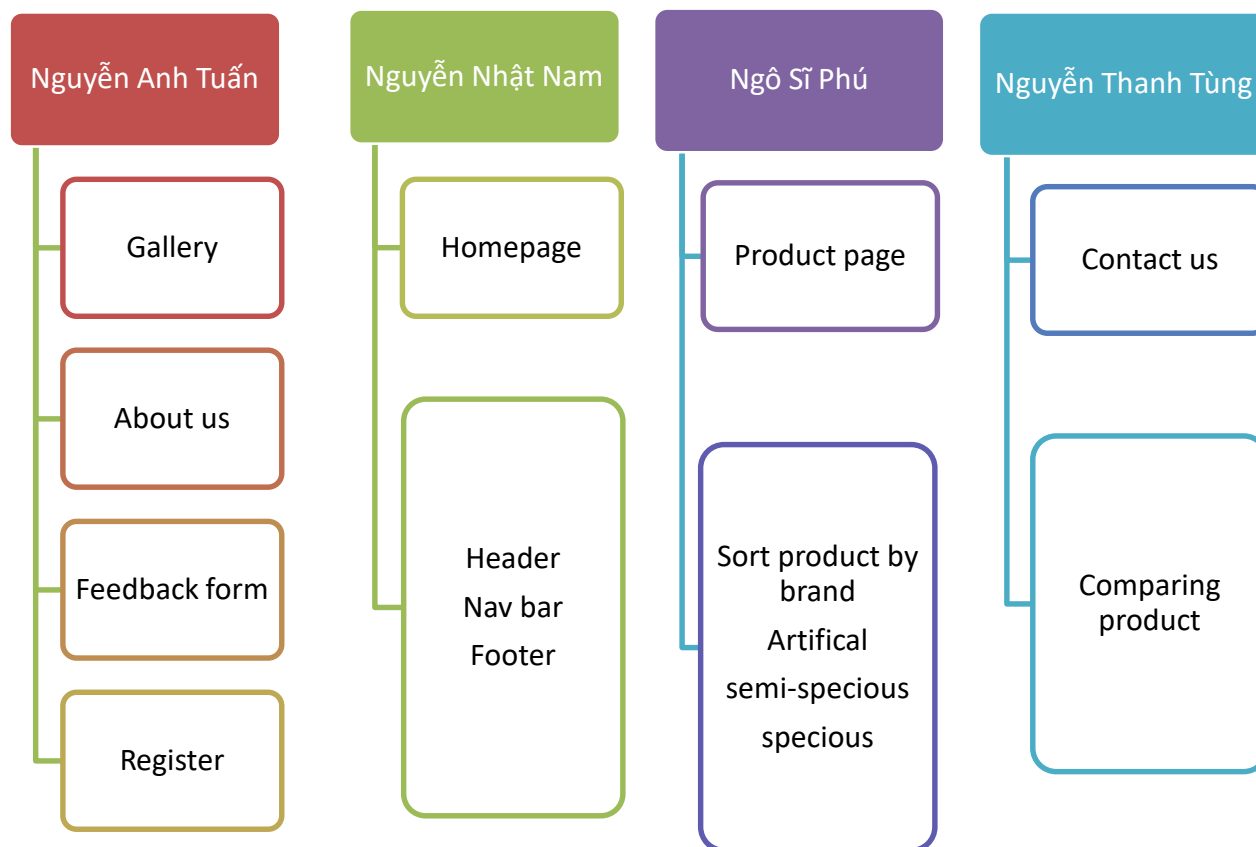 Nguyễn Anh Tuấn
Gallery
About us
Feedback form
Register
Nguyễn Nhật Nam
Homepage
Header
Nav bar
Footer
Ngô Sĩ Phú
Product page
Sort product by
brand
Artifical
semi-specious
specious
Nguyễn Thanh Tùng
Contact us
Comparing
product